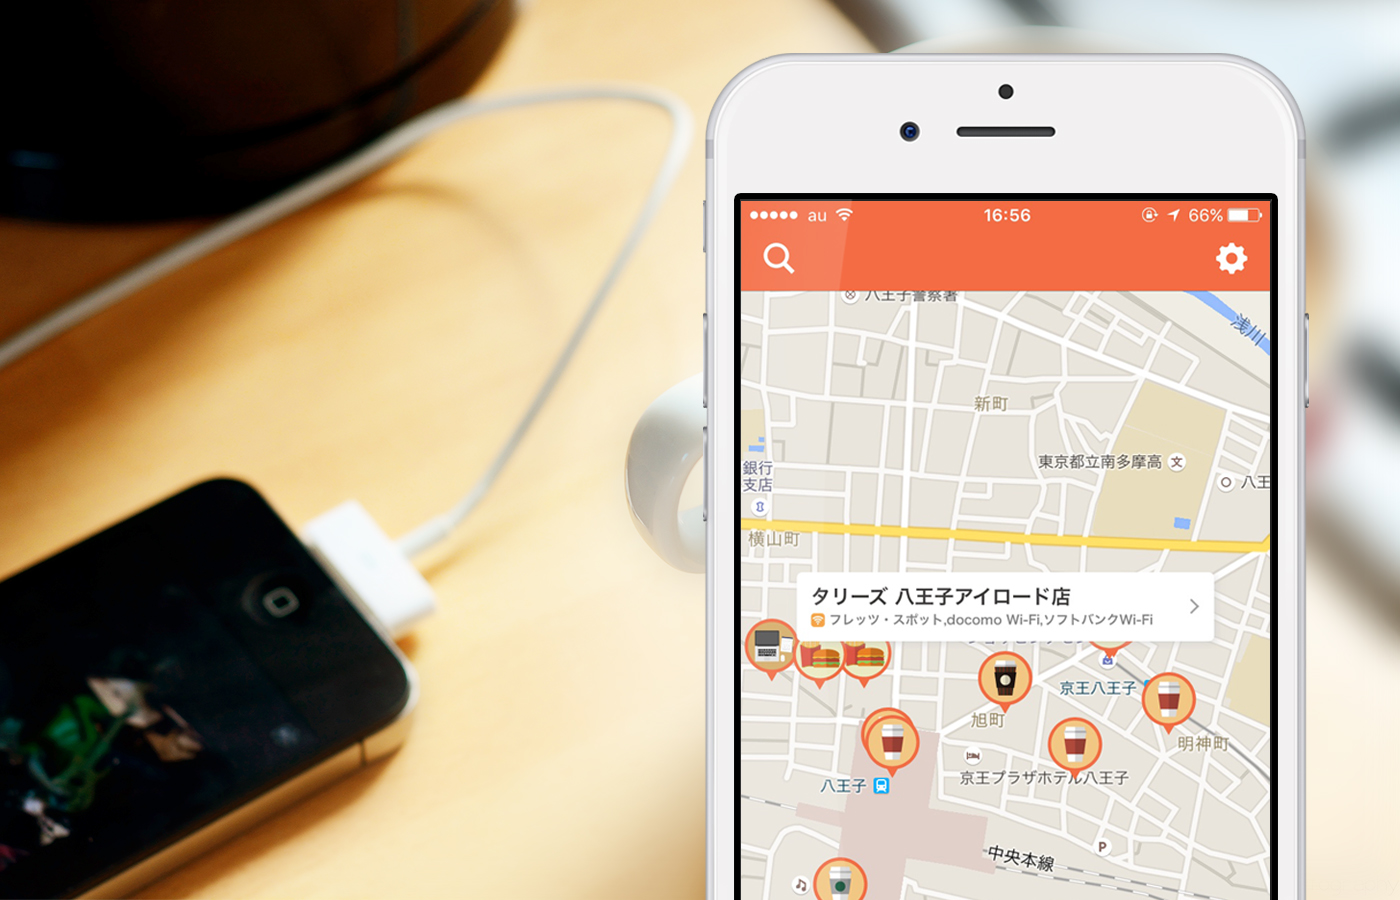 au
16:56
66%
八王子警察署
浅川
新町
東京都立南多摩高
文
銀行
支店
八王
横山町
タリーズ 八王子アイロード店
フレッツ・スポット,docomo Wi-Fi,ソフトバンクWi-Fi
京王八王子
旭町
明神町
京王プラザホテル八王子
八王子
P
中央本線